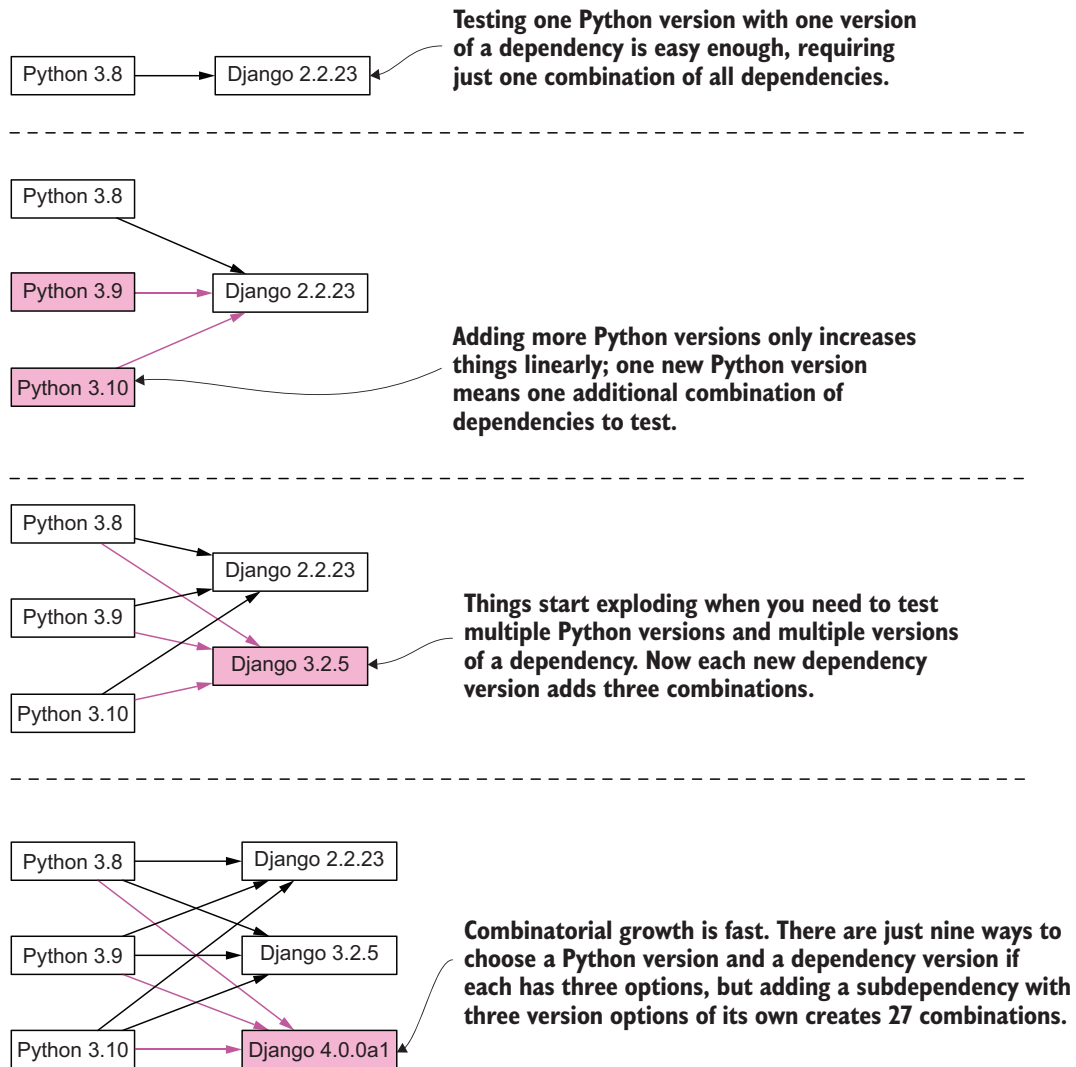 Testing one Python version with one version
of a dependency is easy enough, requiring
just one combination of all dependencies.
Python 3.8
Django 2.2.23
Python 3.8
Python 3.9
Django 2.2.23
Python 3.10
Adding more Python versions only increases
things linearly; one new Python version
means one additional combination of
dependencies to test.
Python 3.8
Django 2.2.23
Python 3.9
Django 3.2.5
Python 3.10
Things start exploding when you need to test
multiple Python versions and multiple versions
of a dependency. Now each new dependency
version adds three combinations.
Python 3.8
Django 2.2.23
Python 3.9
Django 3.2.5
Python 3.10
Django 4.0.0a1
Combinatorial growth is fast. There are just nine ways to
choose a Python version and a dependency version if
each has three options, but adding a subdependency with
three version options of its own creates 27 combinations.